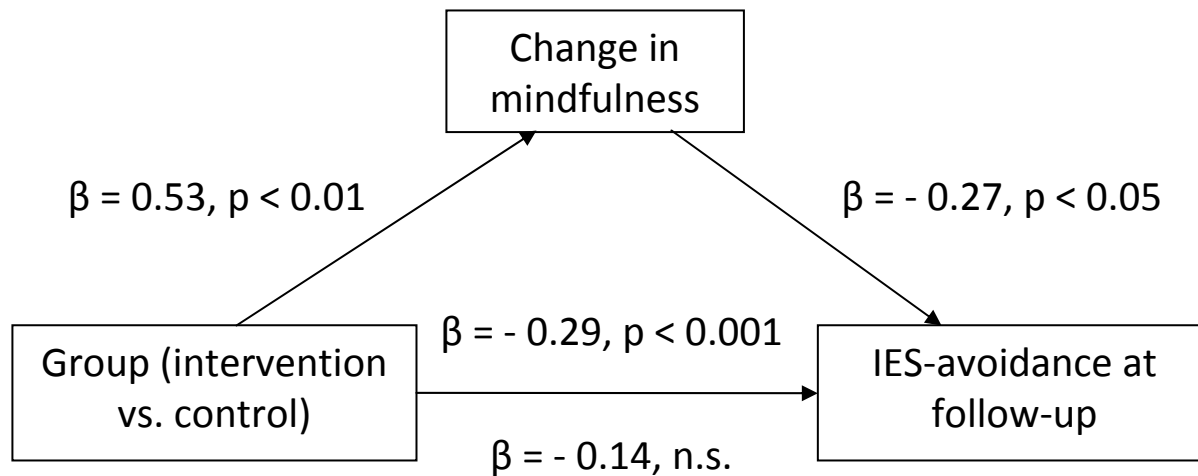 Change in
mindfulness
β = 0.53, p < 0.01
β = - 0.27, p < 0.05
β = - 0.29, p < 0.001
Group (intervention
vs. control)
IES-avoidance at
follow-up
β = - 0.14, n.s.